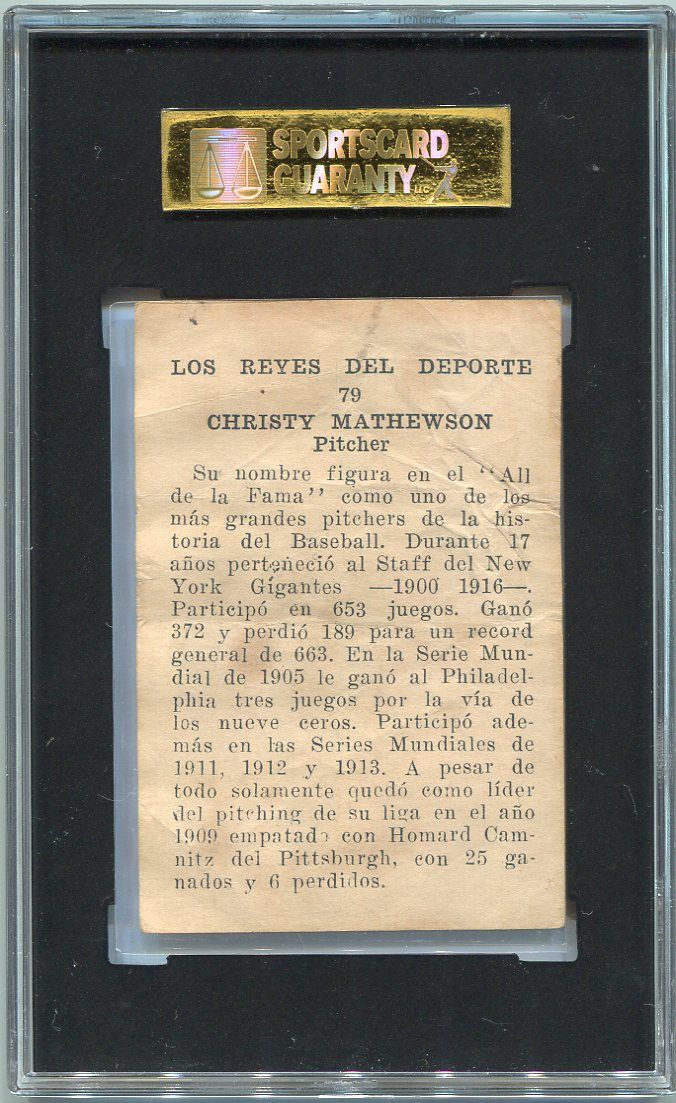 SPORTSCARD
GUARANTY LLC
LOS REYES DEL DEPORTE
79
CHRISTY MATHEWSON
Pitcher
Su nombre figura en el "All
de la Fama" como uno de los
más grandes pitchers de la his-
toria del Baseball. Durante 17
años perteneció al Staff del New
York Gigantes —1900 1916—.
Participó en 653 juegos. Ganó
372 y perdió 189 para un record
general de 663. En la Serie Mun-
dial de 1905 le ganó al Philadel-
phia tres juegos por la vía de
los nueve ceros. Participó ade-
más en las Series Mundiales de
1911, 1912 y 1913. A pesar de
todo solamente quedó como líder
del pitching de su liga en el año
1909 empatado con Homard Cam-
nitz del Pittsburgh, con 25 ga-
nados y 6 perdidos.